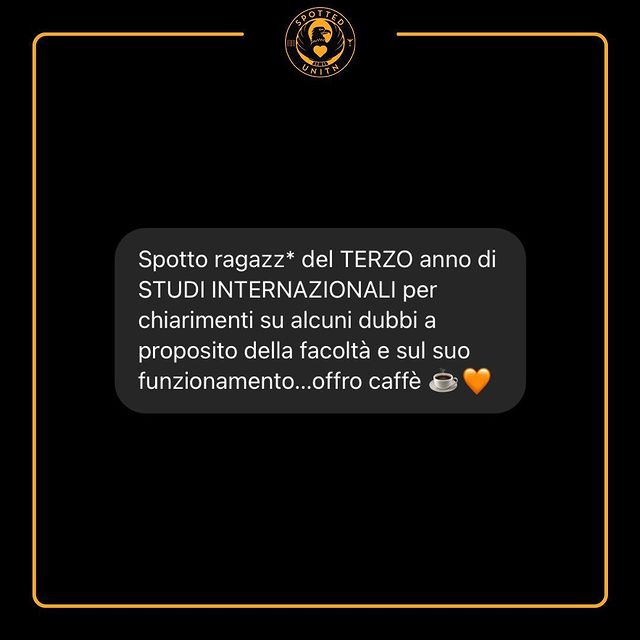 SPOTTED
UNITN
Spotto ragazz* del TERZO anno di
STUDI INTERNAZIONALI per
chiarimenti su alcuni dubbi a
proposito della facoltà e sul suo
funzionamento...offro caffè ☕🧡